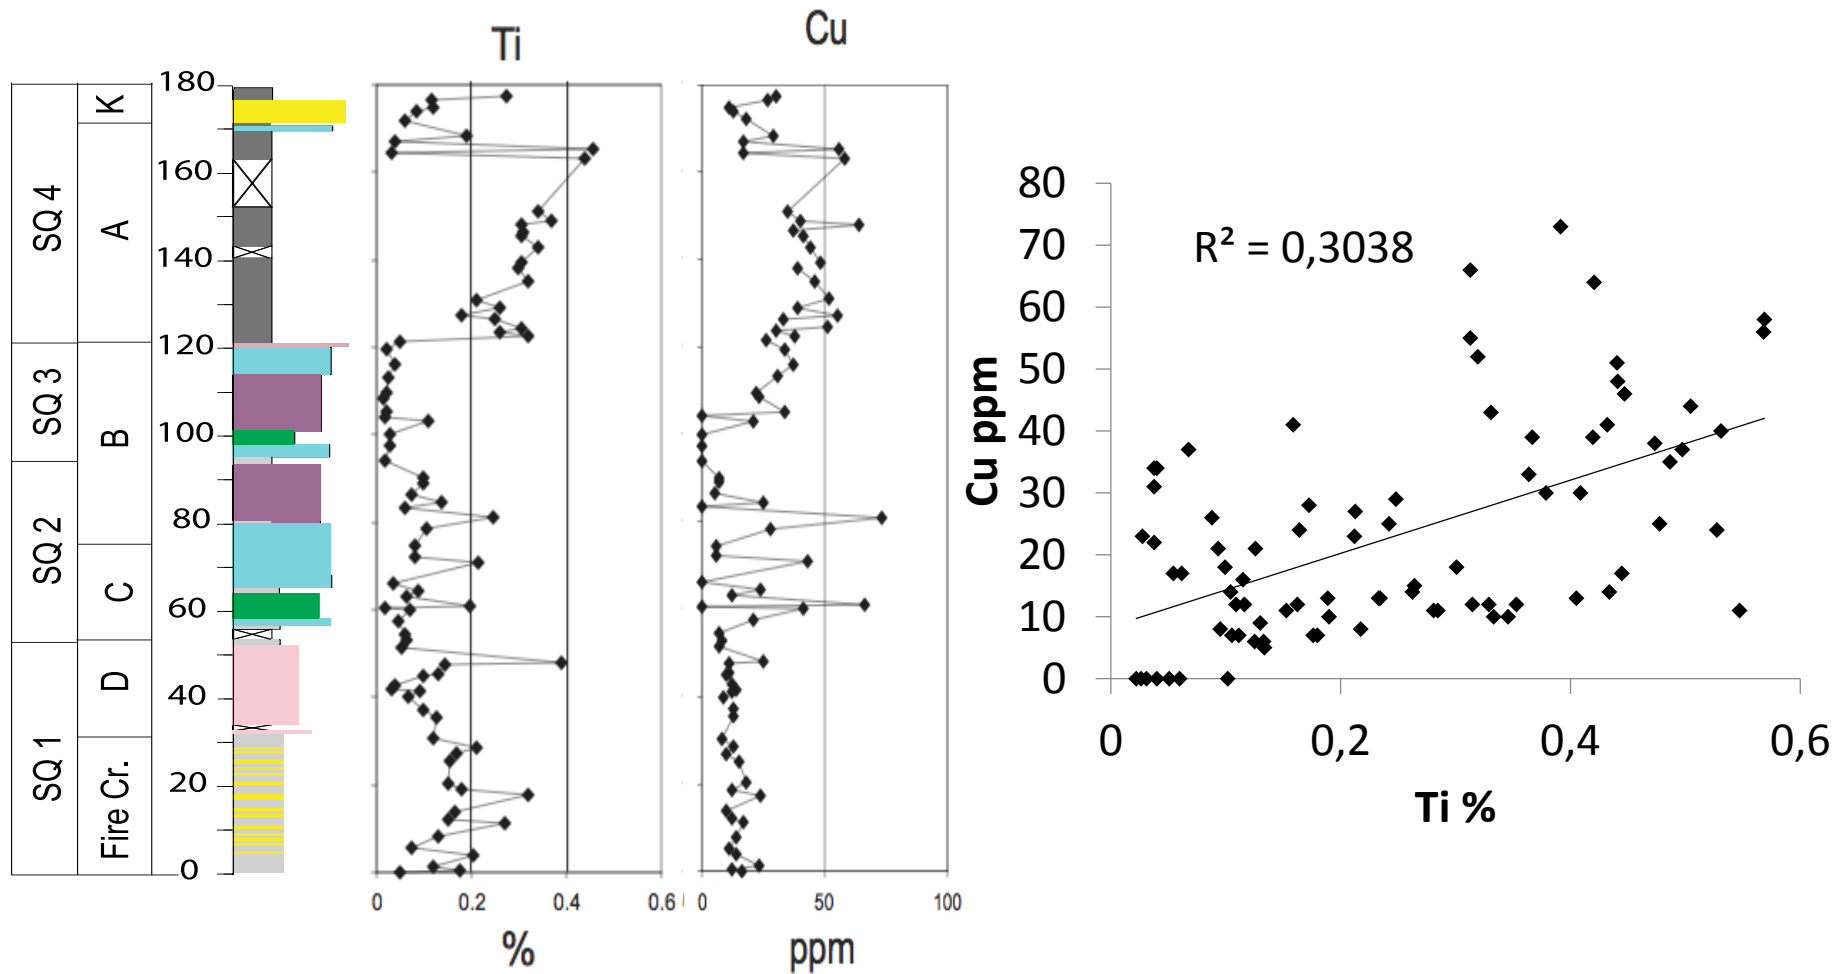 Ti
Cu
SQ 4
SQ 3
SQ 2
SQ 1
K
A
B
C
D
Fire Cr.
180
160
140
120
100
80
60
40
20
0
0 0.2 0.4 0.6
%
0 50 100
ppm
R² = 0,3038
Cu ppm
80
70
60
50
40
30
20
10
0
0 0,2 0,4 0,6
Ti %